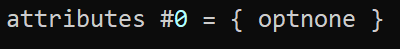 attributes #0 = { optnone }